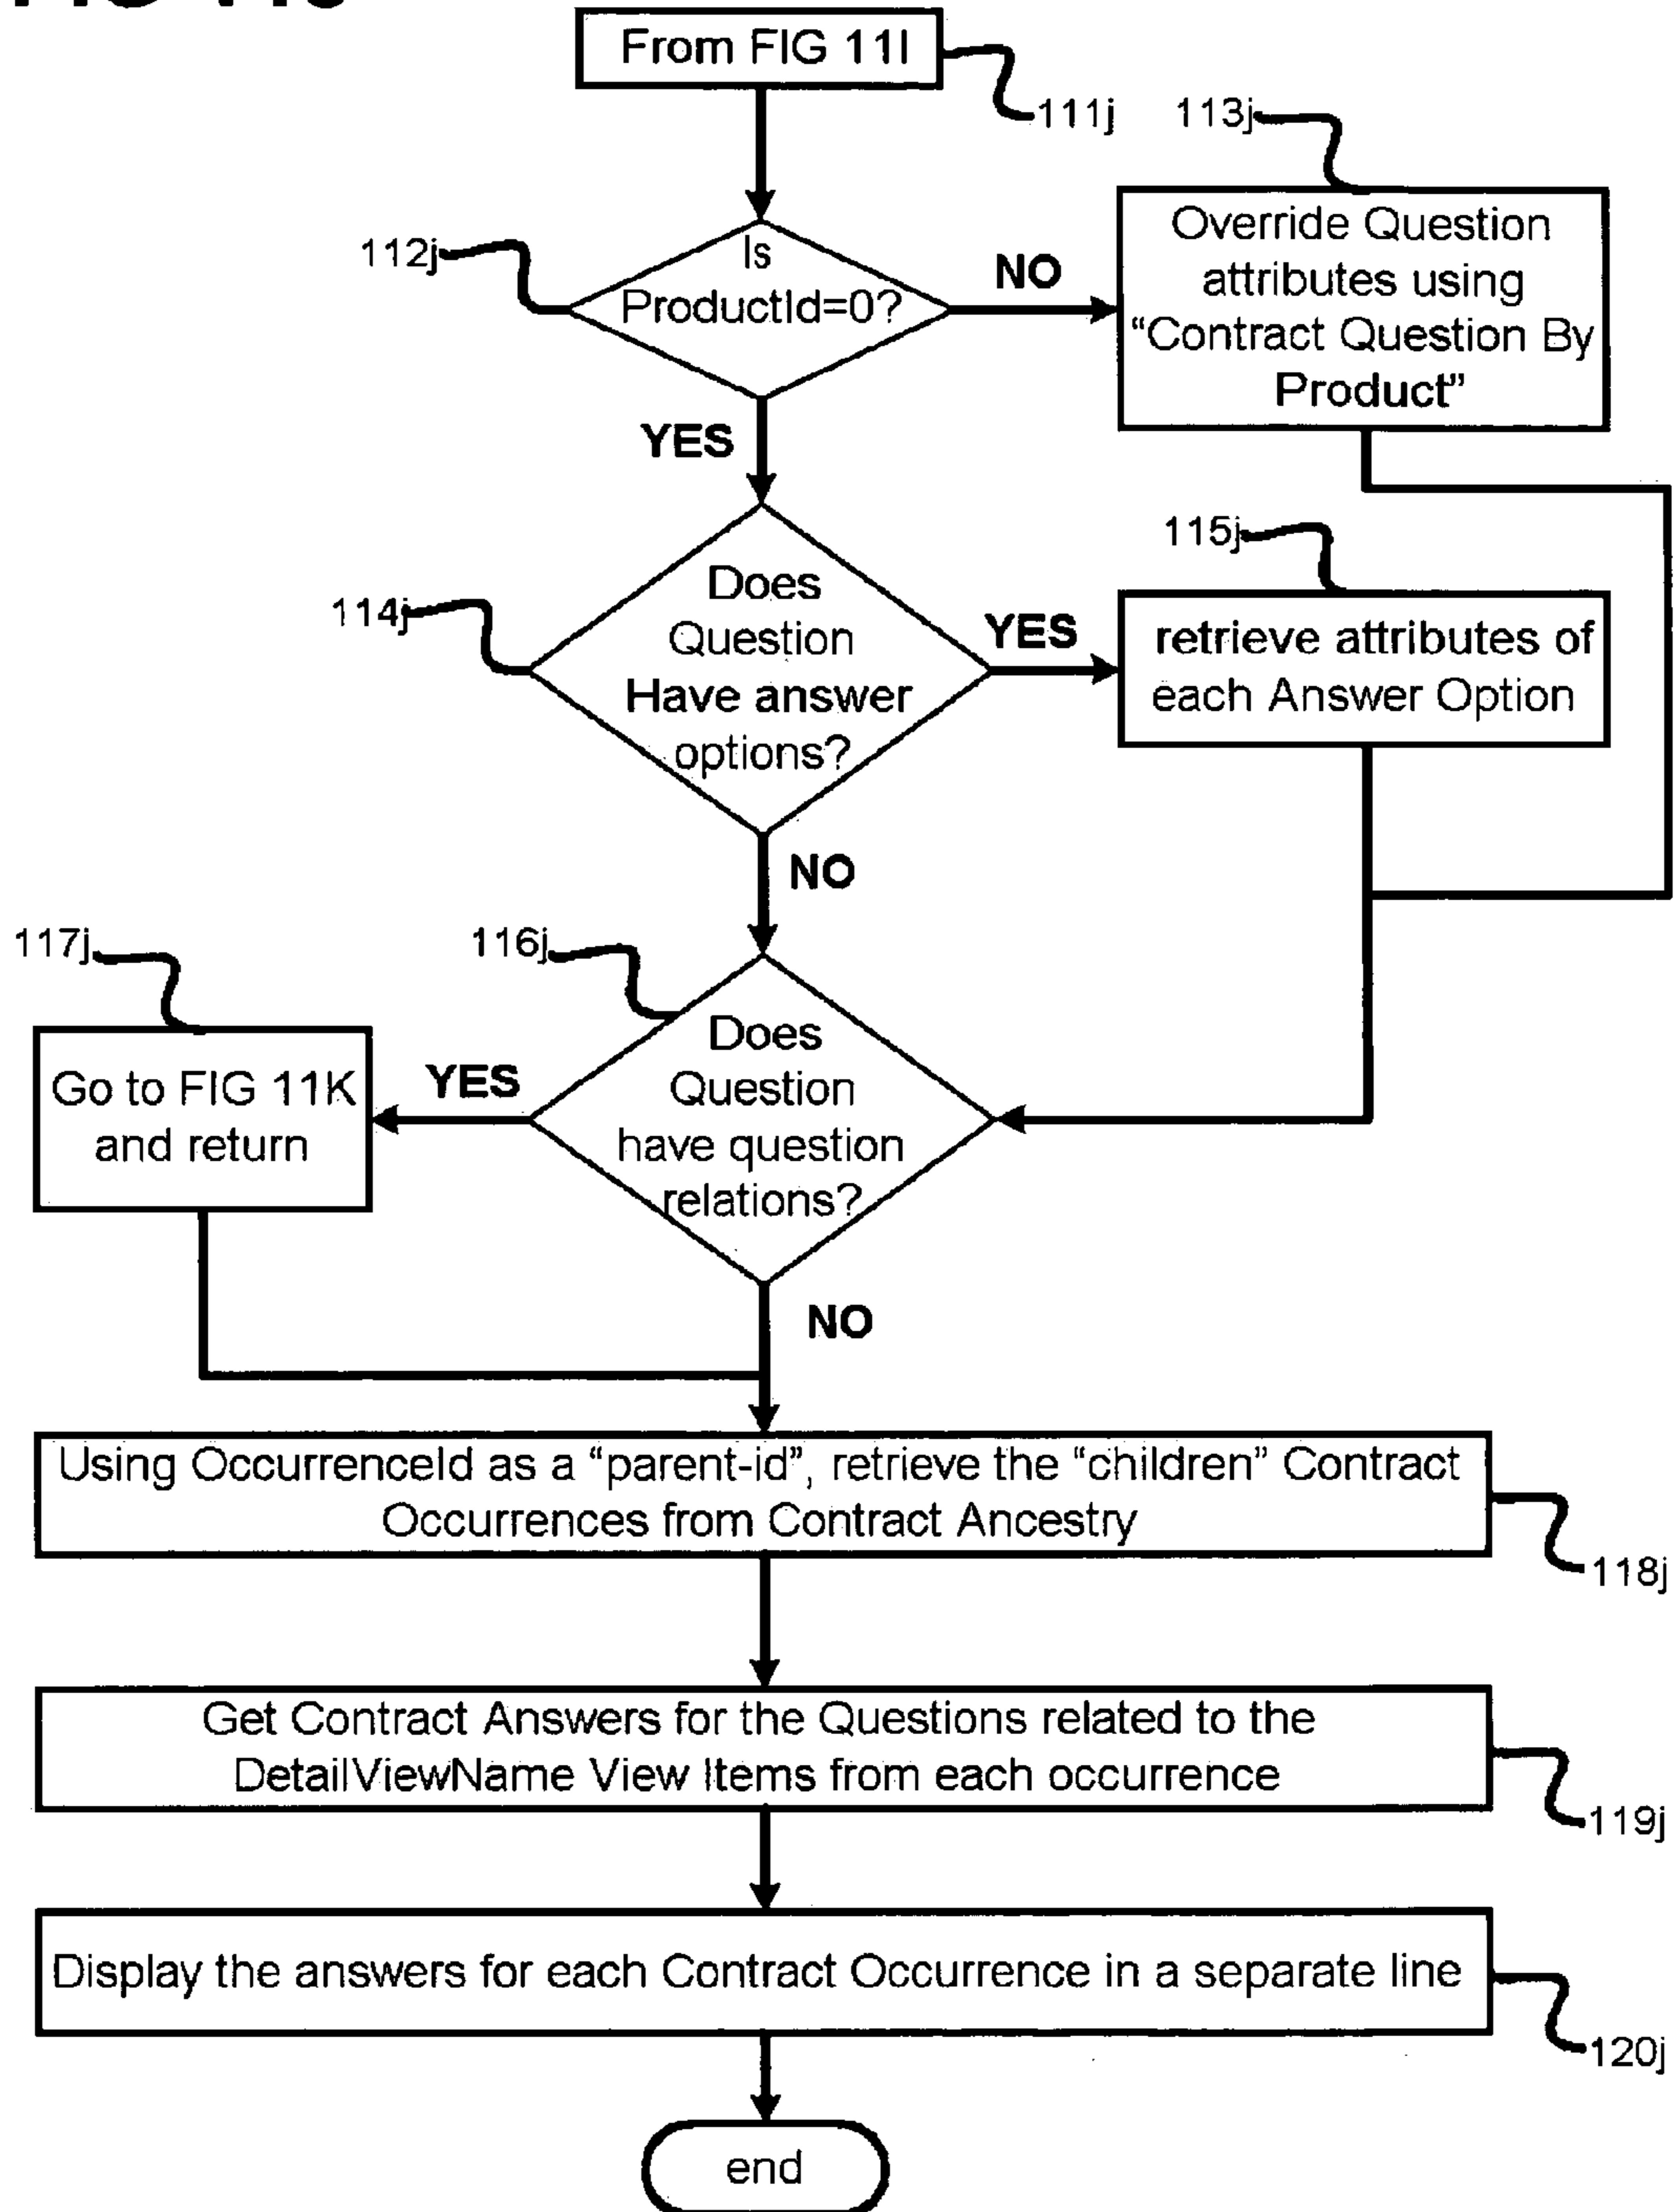 From FIG 11I
111j
113j
112j
Is
ProductId=0?
NO
Override Question
attributes using
“Contract Question By
Product”
YES
115j
114j
Does
Question
Have answer
options?
YES
retrieve attributes of
each Answer Option
NO
117j
116j
Go to FIG 11K
and return
YES
Does
Question
have question
relations?
NO
Using OccurrenceId as a “parent-id”, retrieve the “children” Contract
Occurrences from Contract Ancestry
118j
Get Contract Answers for the Questions related to the
DetailViewName View Items from each occurrence
119j
Display the answers for each Contract Occurrence in a separate line
120j
end